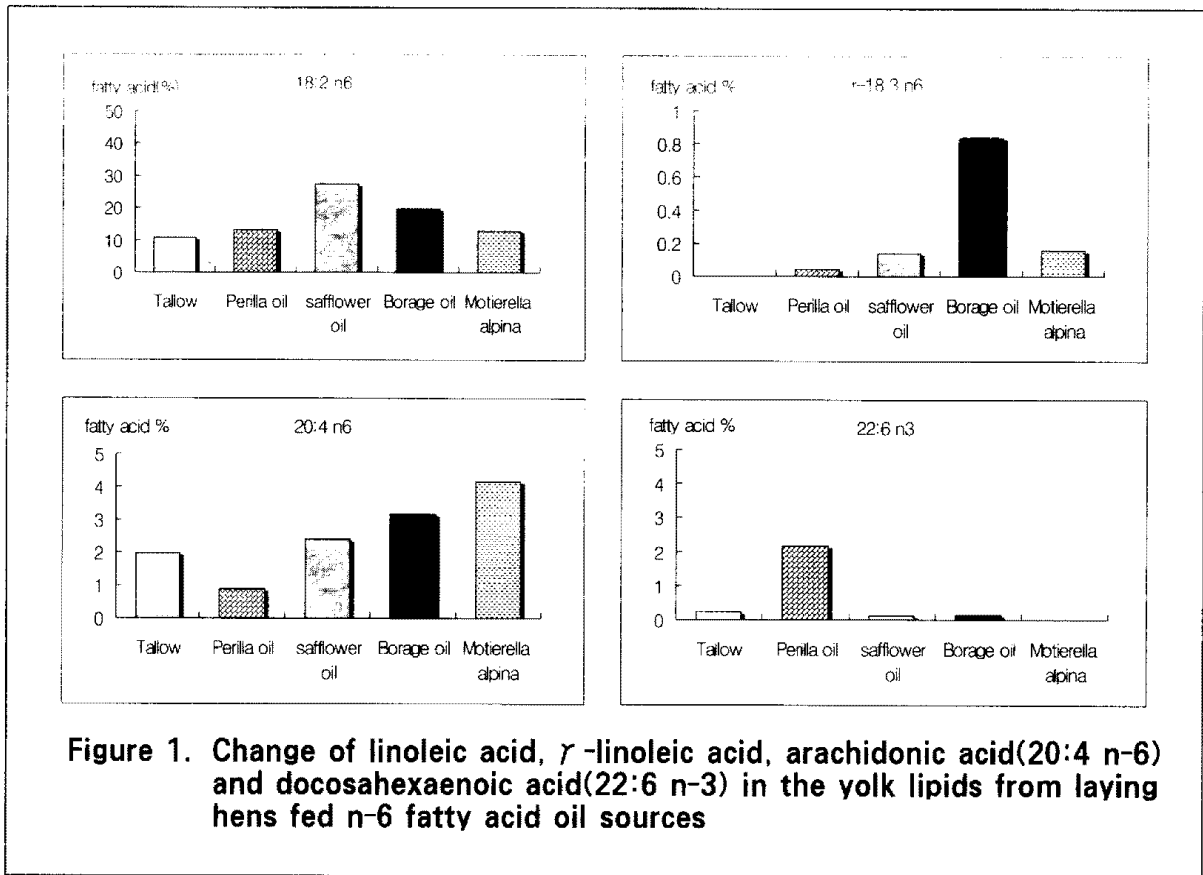 fatty acid(%) 18:2 n6
50
40
30
20
10
0
Tallow Perilla oil safflower oil Borage oil Motierella alpina
fatty acid % r-18:3 n6
1
0.8
0.6
0.4
0.2
0
Tallow Perilla oil safflower oil Borage oil Motierella alpina
fatty acid % 20:4 n6
5
4
3
2
1
0
Tallow Perilla oil safflower oil Borage oil Motierella alpina
fatty acid % 22:6 n3
5
4
3
2
1
0
Tallow Perilla oil safflower oil Borage oil Motierella alpina
Figure 1. Change of linoleic acid, r -linoleic acid, arachidonic acid(20:4 n-6)
and docosahexaenoic acid(22:6 n-3) in the yolk lipids from laying
hens fed n-6 fatty acid oil sources